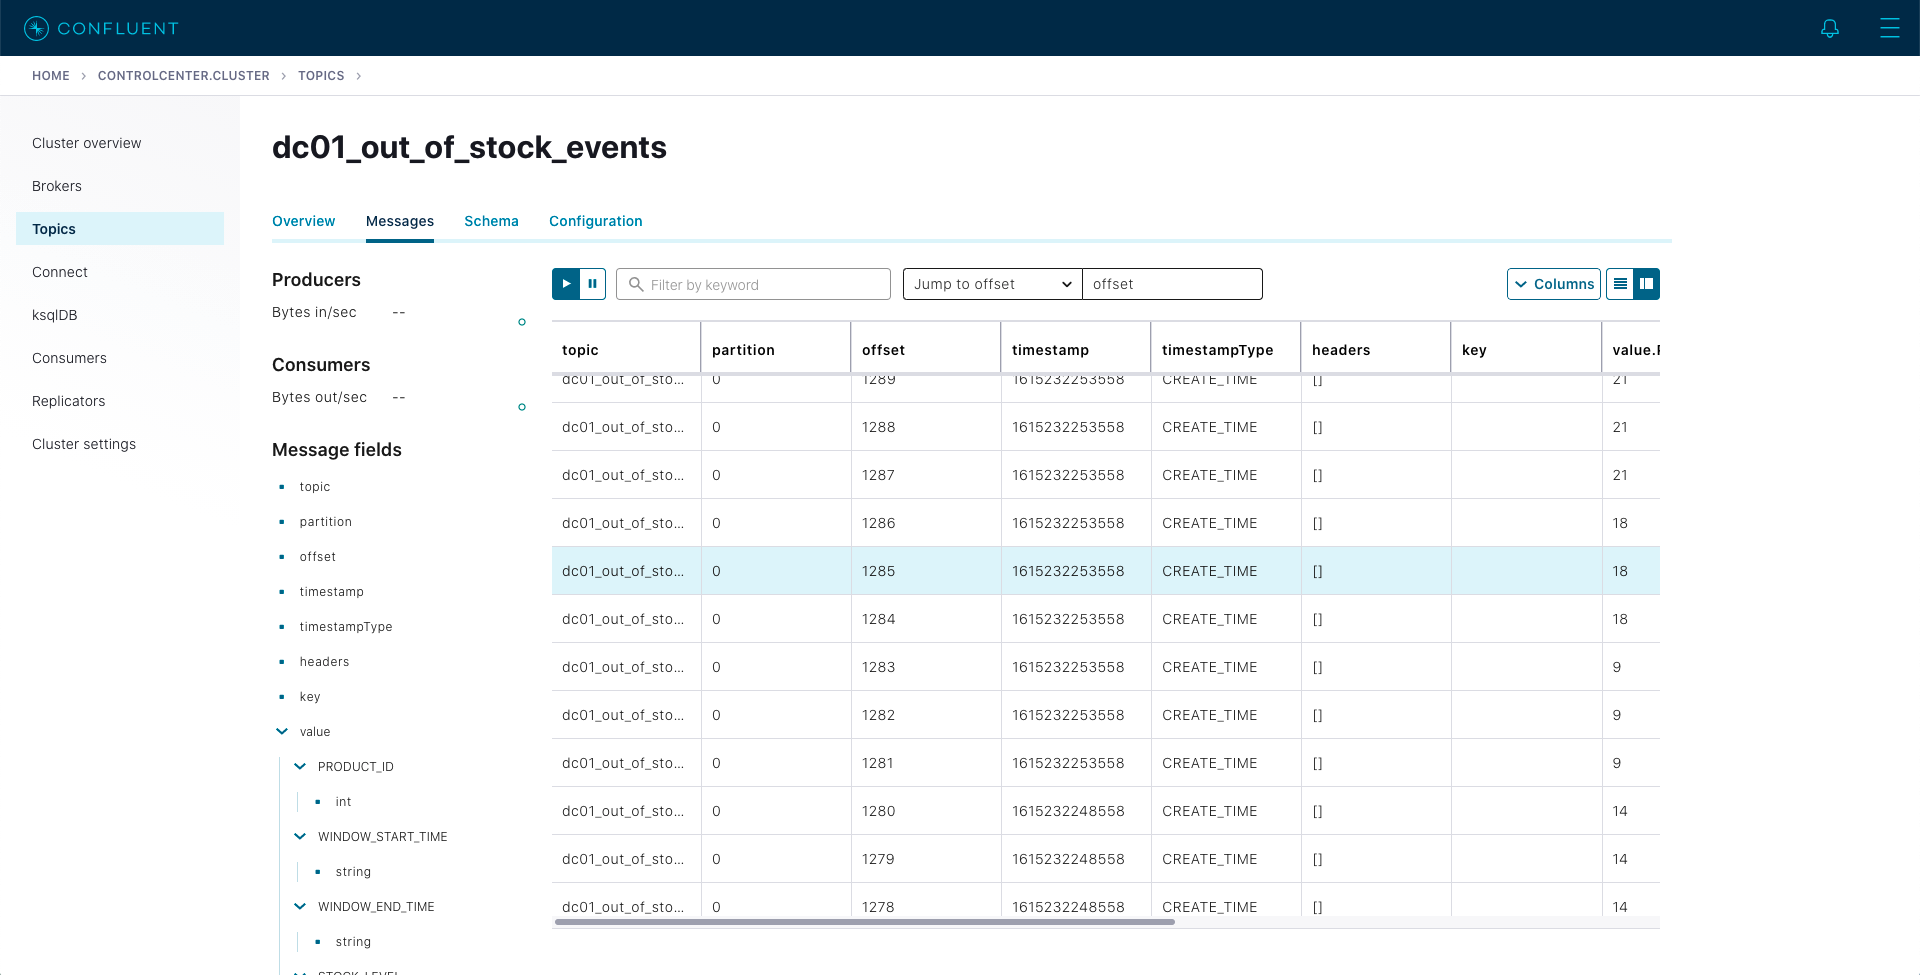 CONFLUENT
HOME > CONTROLCENTER.CLUSTER > TOPICS >
Cluster overview
Brokers
Topics
Connect
ksqlDB
Consumers
Replicators
Cluster settings
dc01_out_of_stock_events
Overview Messages Schema Configuration
Producers
Bytes in/sec --
Consumers
Bytes out/sec --
Message fields
topic
partition
offset
timestamp
timestampType
headers
key
value
PRODUCT_ID
int
WINDOW_START_TIME
string
WINDOW_END_TIME
string
STOCK_LEVEL
Filter by keyword Jump to offset offset Columns
topic partition offset timestamp timestampType headers key value.P
dc01_out_of_sto... 0 1289 1615232253558 CREATE_TIME [] 21
dc01_out_of_sto... 0 1288 1615232253558 CREATE_TIME [] 21
dc01_out_of_sto... 0 1287 1615232253558 CREATE_TIME [] 21
dc01_out_of_sto... 0 1286 1615232253558 CREATE_TIME [] 18
dc01_out_of_sto... 0 1285 1615232253558 CREATE_TIME [] 18
dc01_out_of_sto... 0 1284 1615232253558 CREATE_TIME [] 18
dc01_out_of_sto... 0 1283 1615232253558 CREATE_TIME [] 9
dc01_out_of_sto... 0 1282 1615232253558 CREATE_TIME [] 9
dc01_out_of_sto... 0 1281 1615232253558 CREATE_TIME [] 9
dc01_out_of_sto... 0 1280 1615232248558 CREATE_TIME [] 14
dc01_out_of_sto... 0 1279 1615232248558 CREATE_TIME [] 14
dc01_out_of_sto... 0 1278 1615232248558 CREATE_TIME [] 14